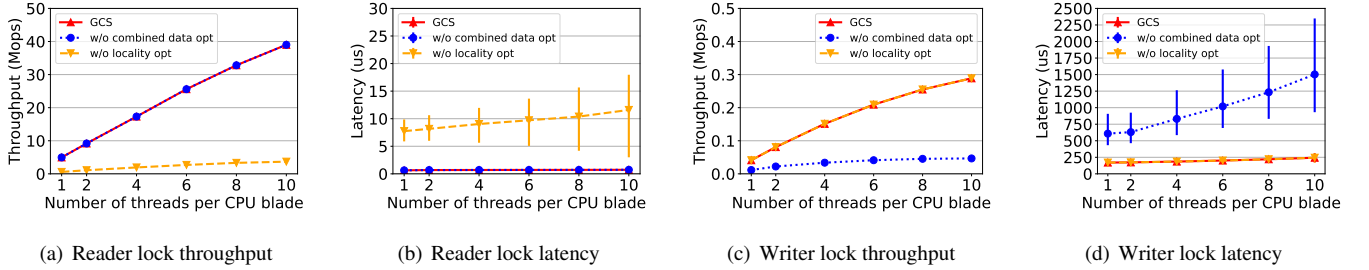 Throughput (Mops)
50
40
30
20
10
0
GCS
w/o combined data opt
w/o locality opt
1 2 4 6 8 10
Number of threads per CPU blade
(a) Reader lock throughput
Latency (us)
30
25
20
15
10
5
0
GCS
w/o combined data opt
w/o locality opt
1 2 4 6 8 10
Number of threads per CPU blade
(b) Reader lock latency
Throughput (Mops)
0.5
0.4
0.3
0.2
0.1
0.0
GCS
w/o combined data opt
w/o locality opt
1 2 4 6 8 10
Number of threads per CPU blade
(c) Writer lock throughput
Latency (us)
2500
2250
2000
1750
1500
1250
1000
750
500
250
0
GCS
w/o combined data opt
w/o locality opt
1 2 4 6 8 10
Number of threads per CPU blade
(d) Writer lock latency